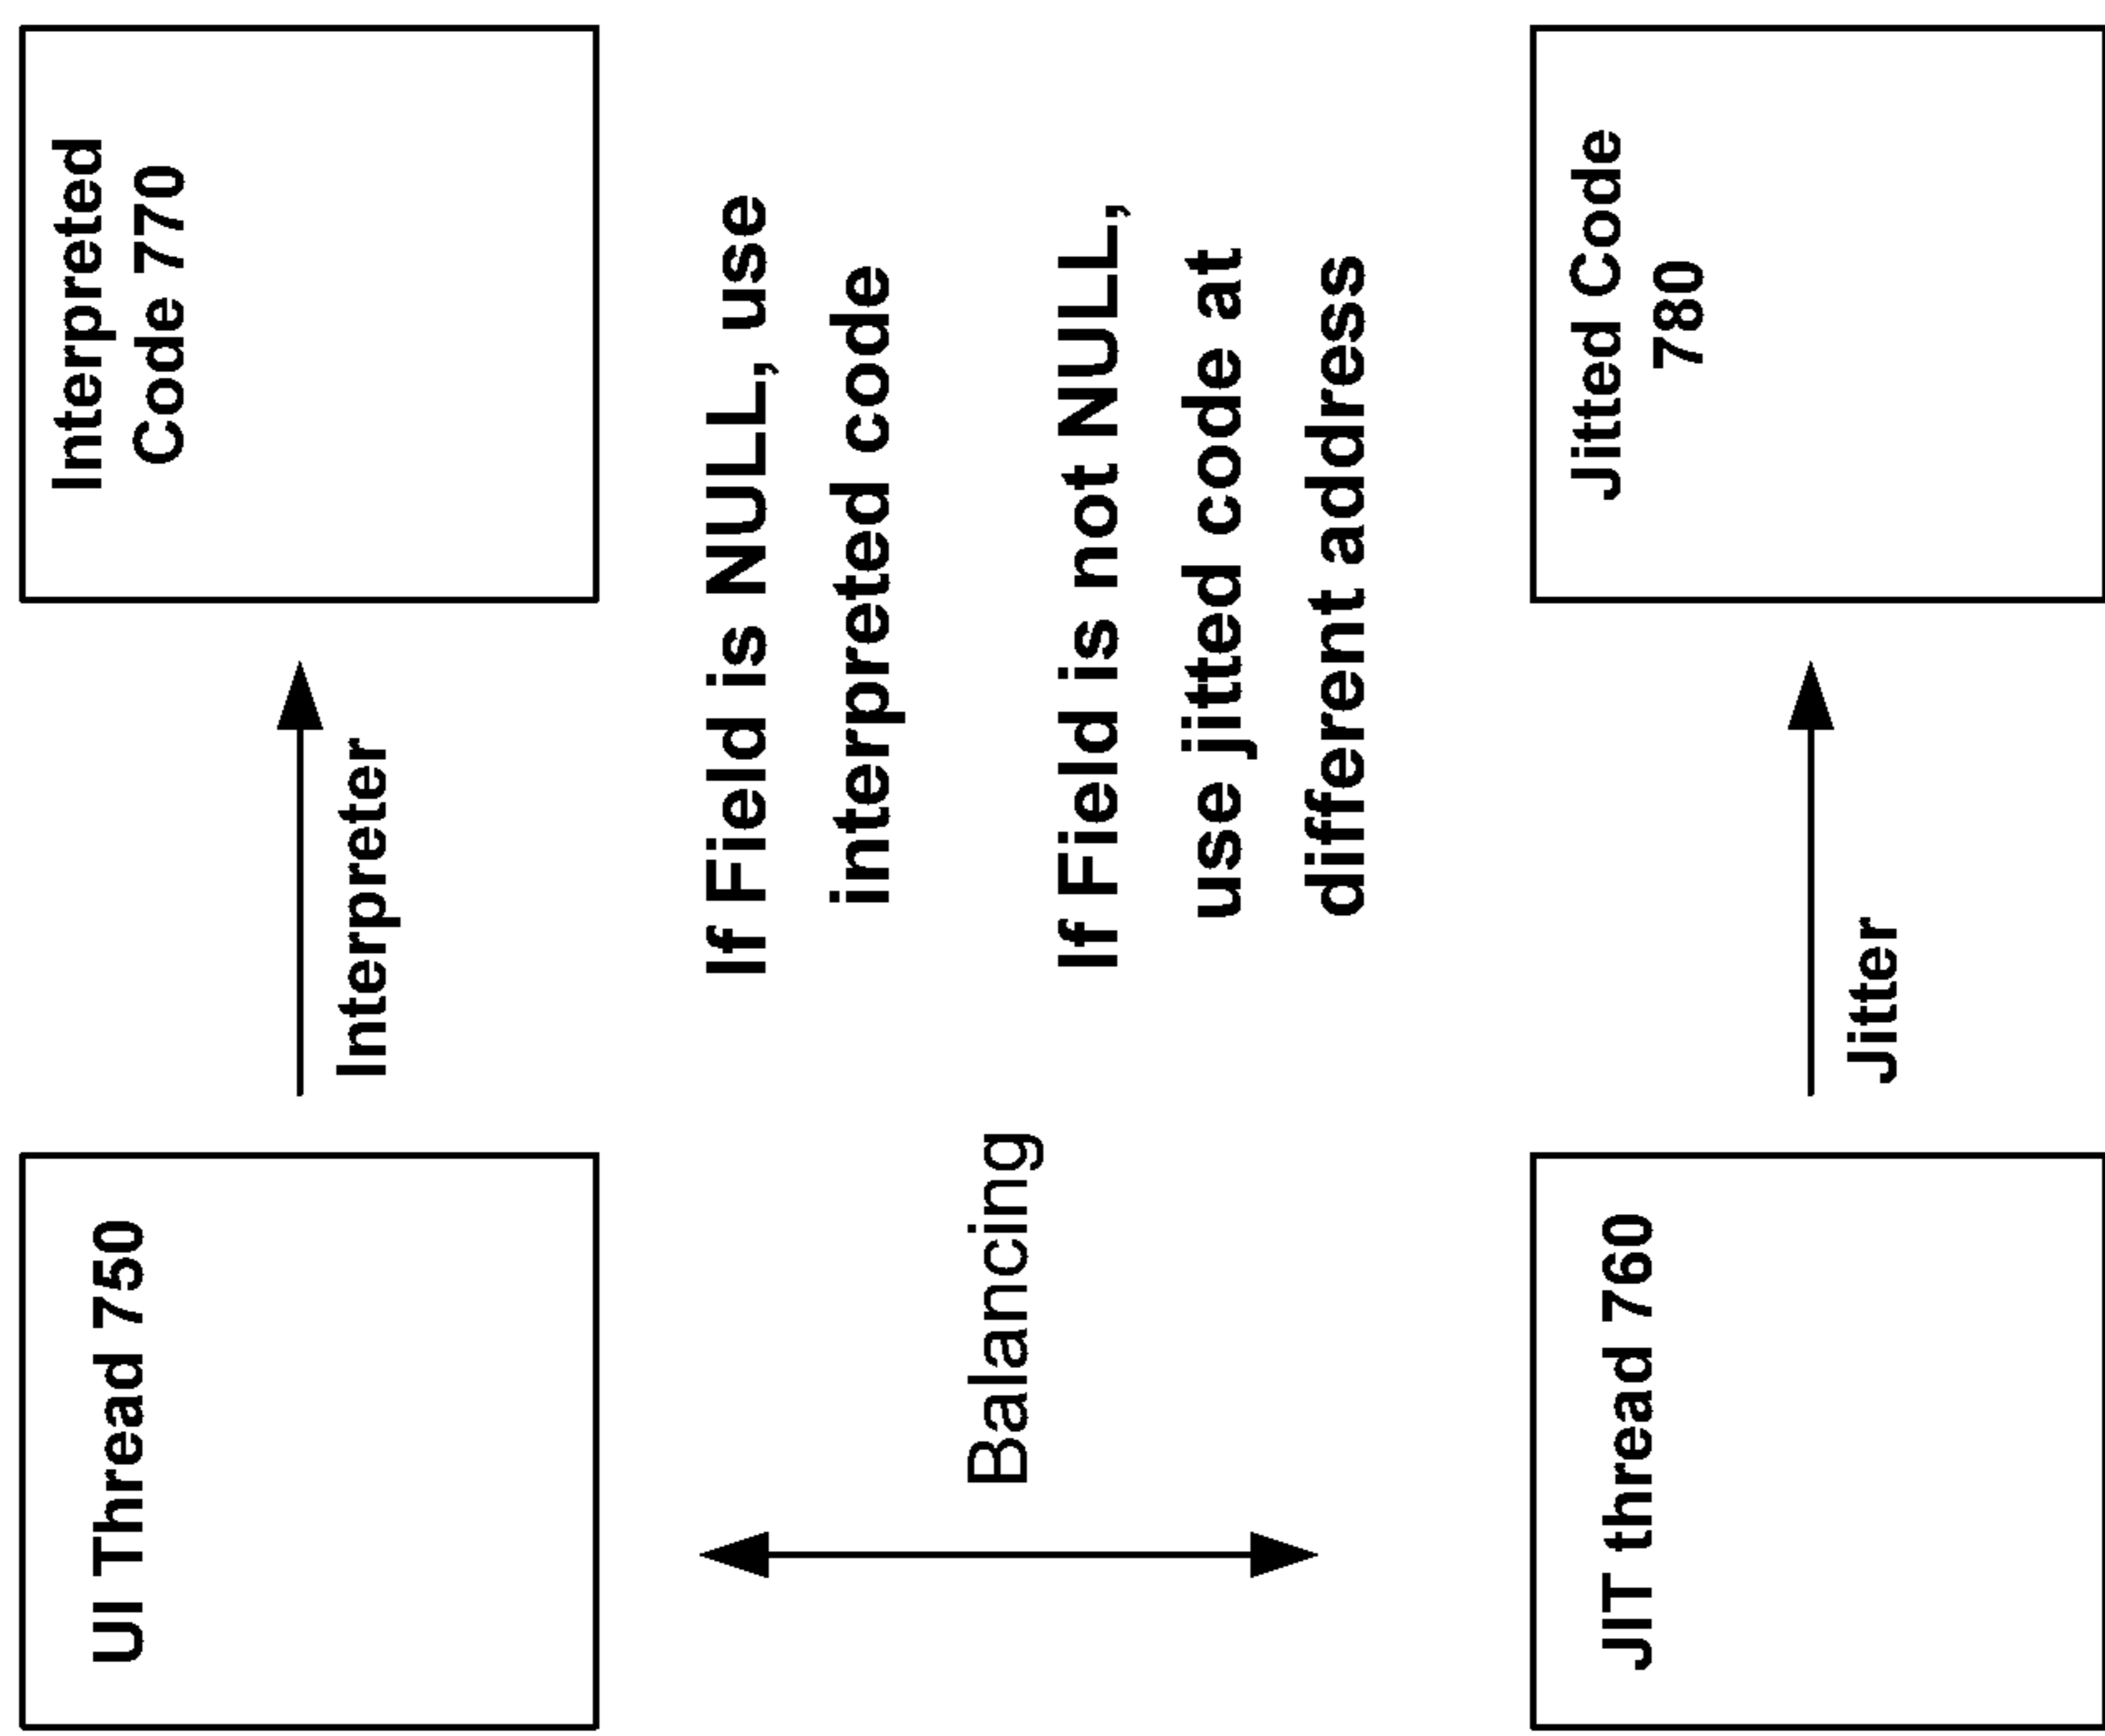 UI Thread 750
Interpreter
Interpreted
Code 770
If Field is NULL, use
interpreted code
Balancing
If Field is not NULL,
use jitted code at
different address
JIT thread 760
Jitter
Jitted Code
780